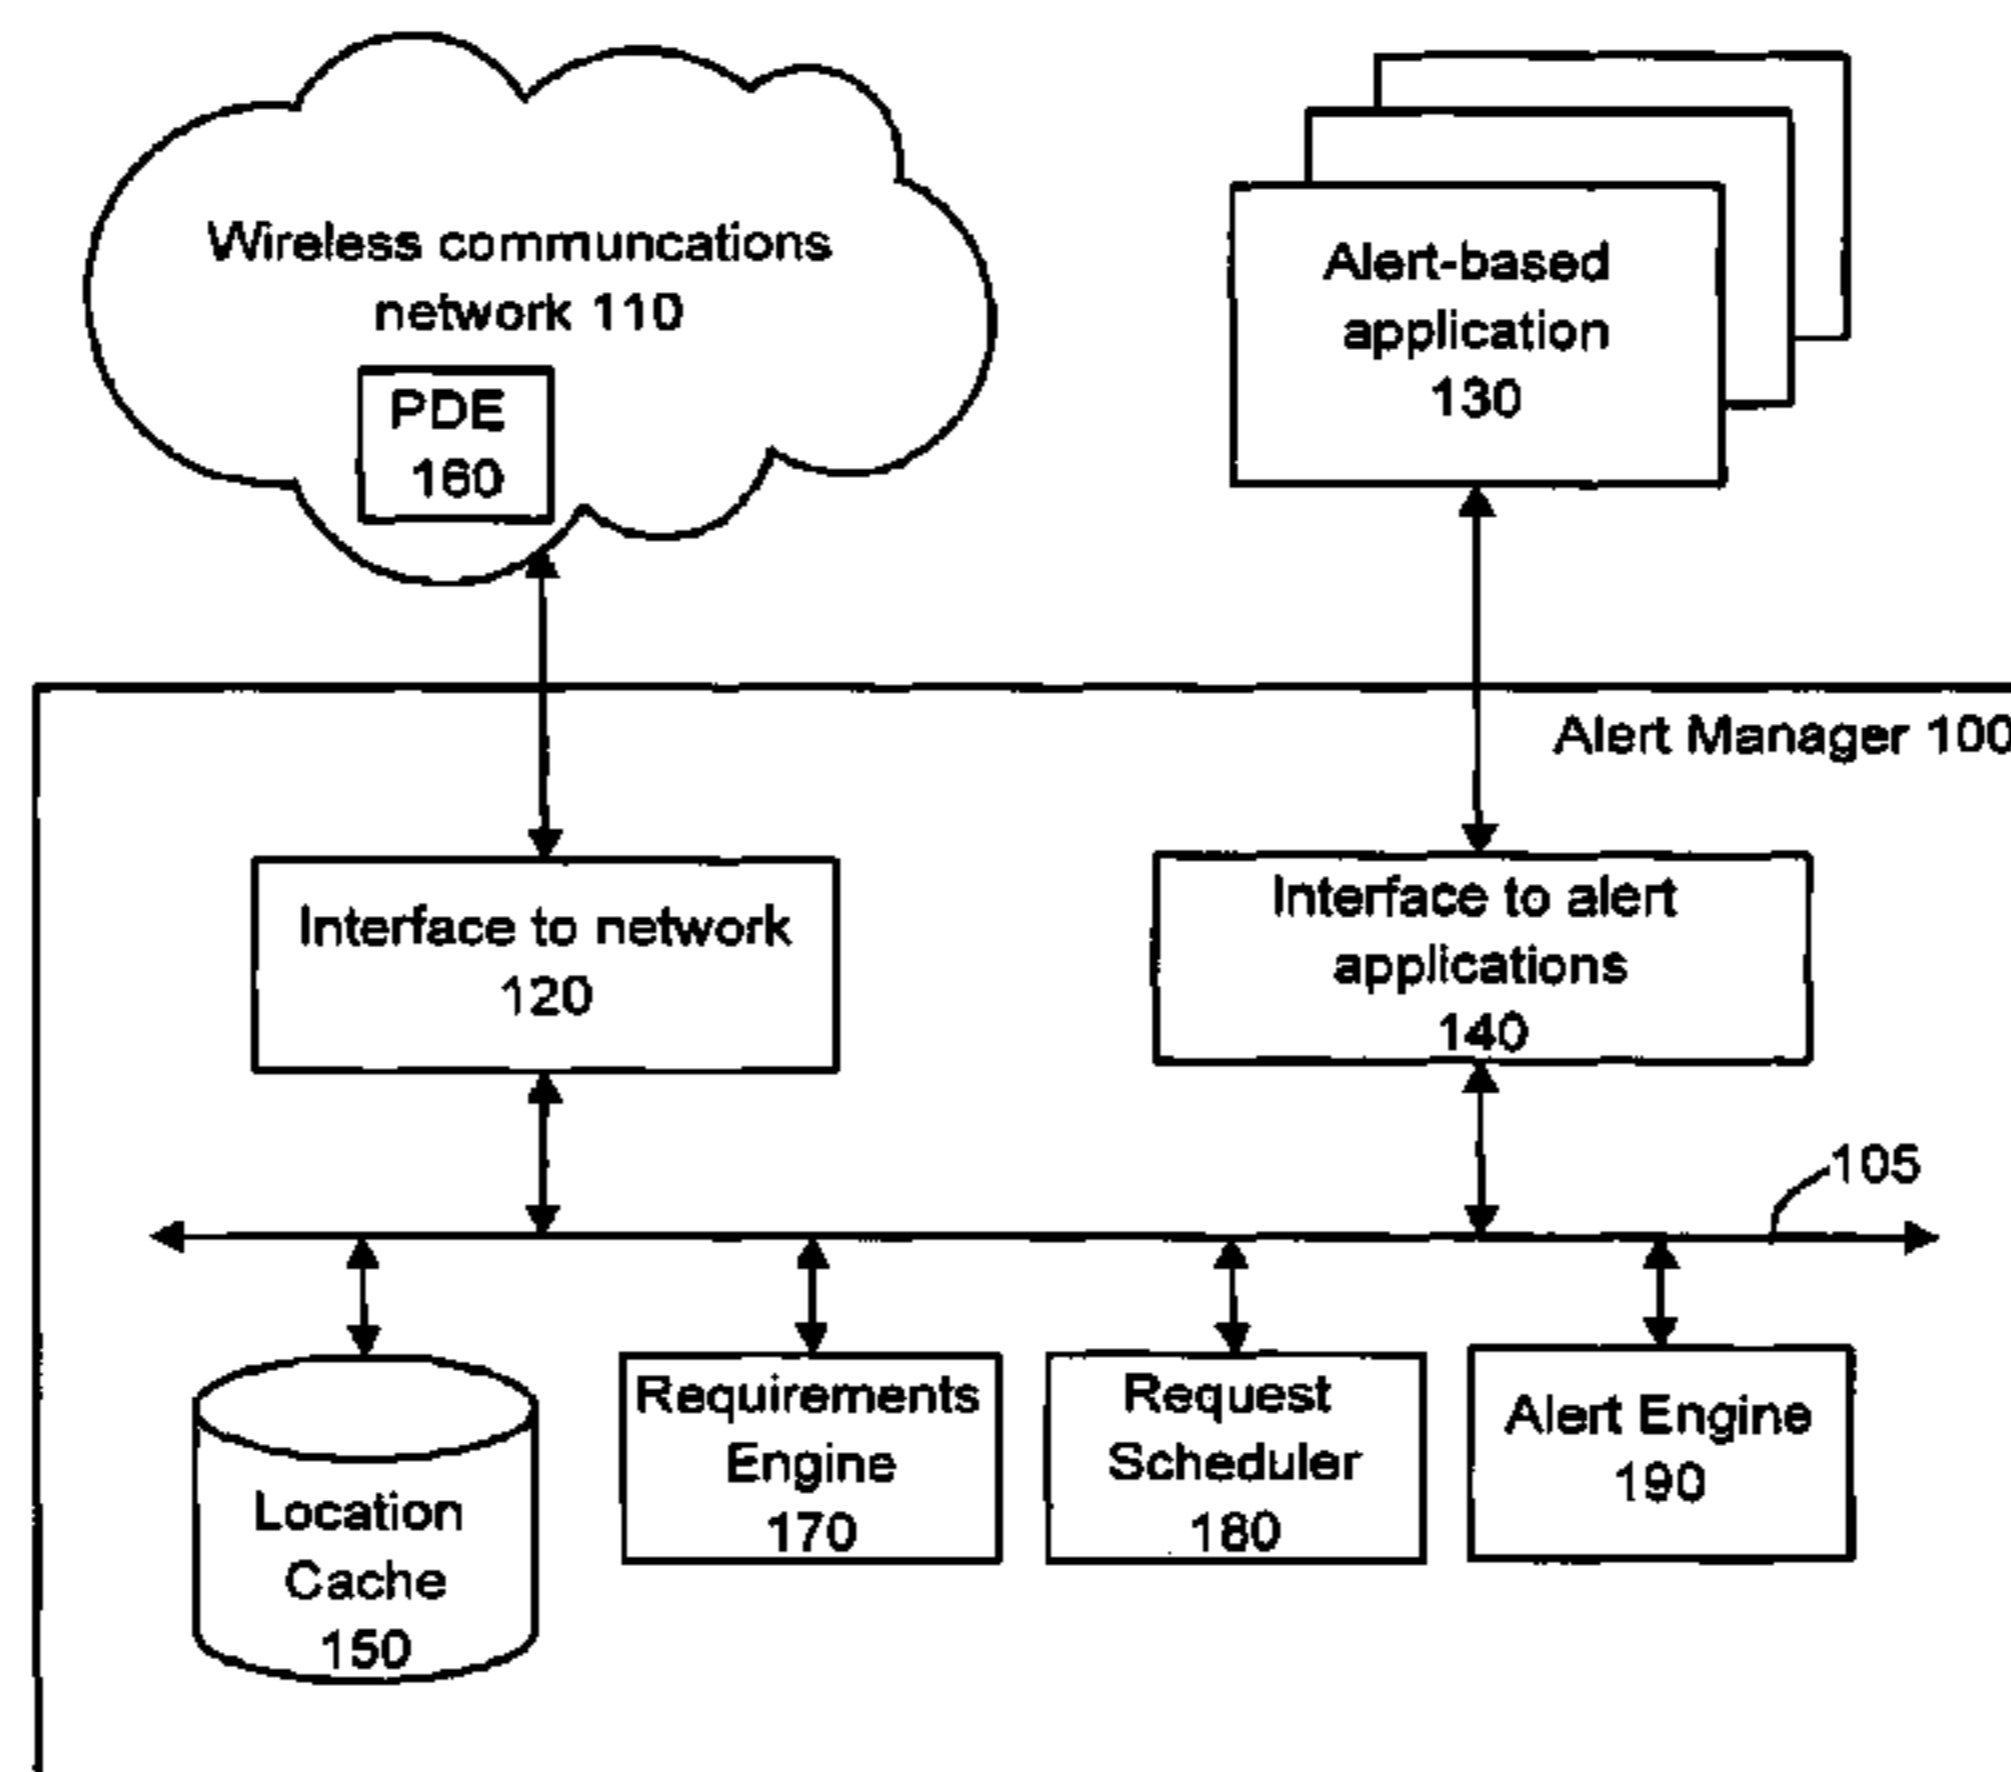 Wireless communcations
network 110
PDE
160
Alert-based
application
130
Alert Manager 100
Interface to network
120
Interface to alert
applications
140
105
Location
Cache
150
Requirements
Engine
170
Request
Scheduler
180
Alert Engine
190